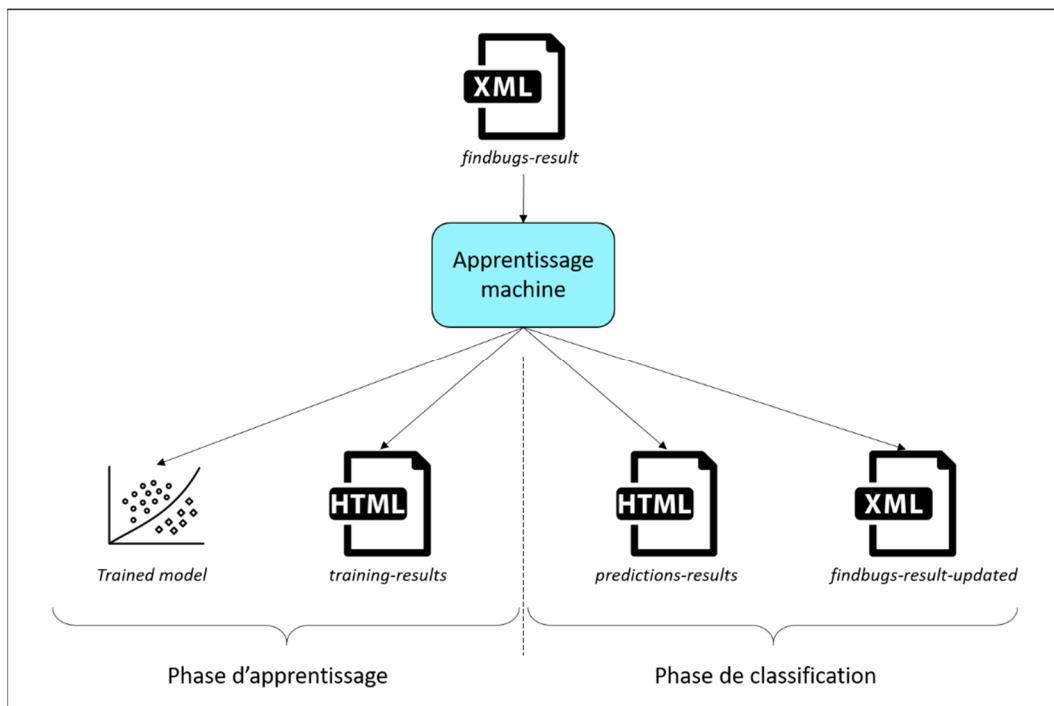 XML
findbugs-result
Apprentissage
machine
HTML
HTML
XML
Trained model
training-results
predictions-results
findbugs-result-updated
Phase d’apprentissage
Phase de classification